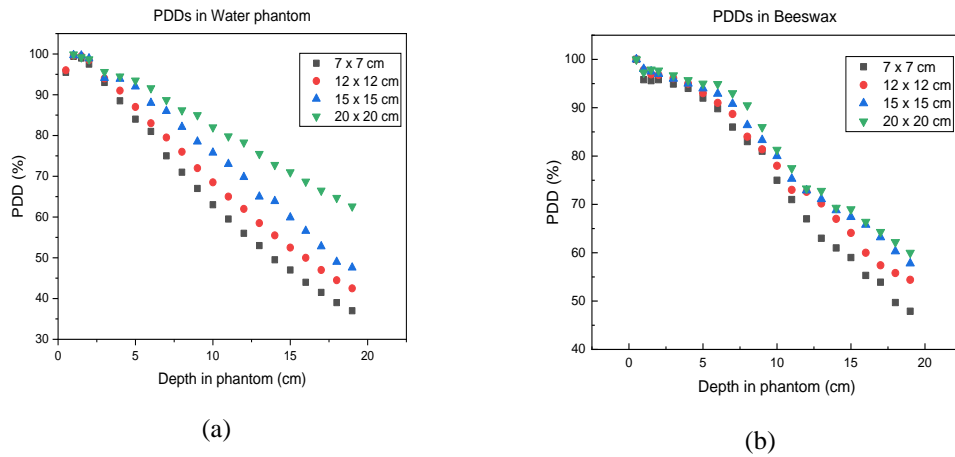 PDDs in Water phantom
7 x 7 cm
12 x 12 cm
15 x 15 cm
20 x 20 cm
100
90
80
70
60
50
40
30
PDD (%)
0
5
10
15
20
Depth in phantom (cm)
(a)
PDDs in Beeswax
7 x 7 cm
12 x 12 cm
15 x 15 cm
20 x 20 cm
100
90
80
70
60
50
40
PDD (%)
0
5
10
15
20
Depth in phantom (cm)
(b)